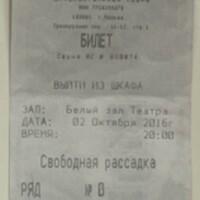 БИЛЕТ
Серия
ВЫЙТИ ИЗ ШКАФА
ЗАЛ: Белый зал Театра
ДАТА: 02 Октября 2016г
ВРЕМЯ: 20:00
Свободная рассадка
РЯД № 0